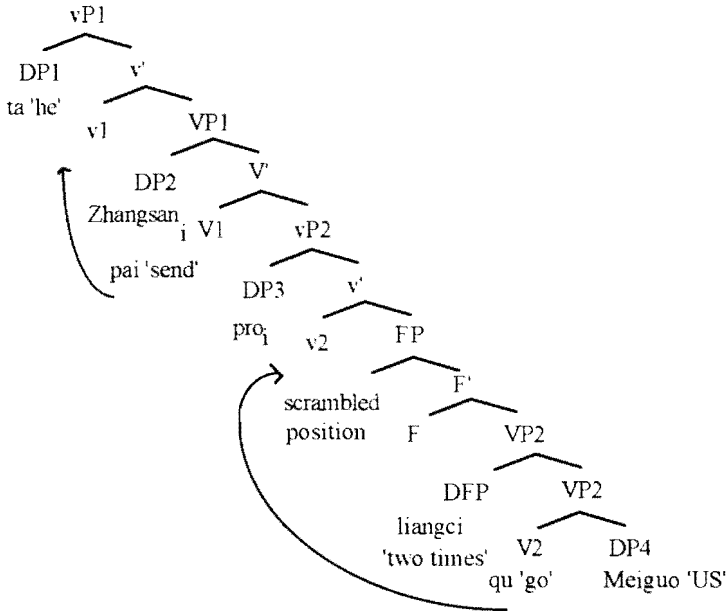 vP1
DP1 v'
ta 'he'
v1 VP1
DP2 V'
Zhangsan i V1 vP2
pai 'send'
DP3 v'
pro i v2 FP
F'
scrambled
position F VP2
DFP VP2
liangci
'two times' V2 DP4
qu 'go' Meiguo 'US'